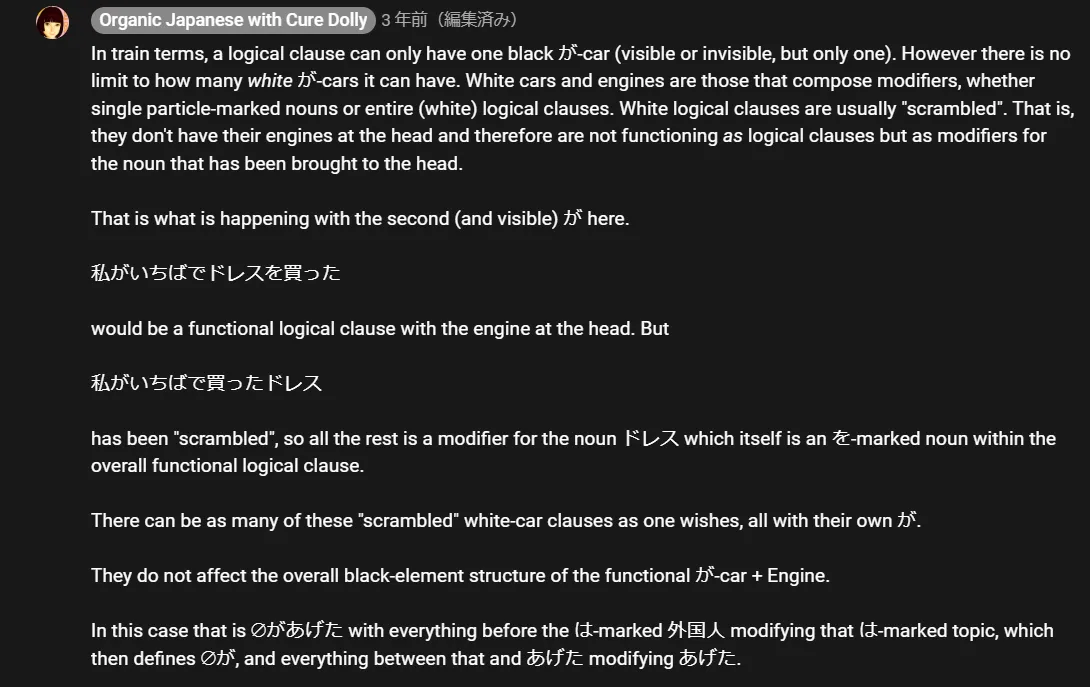 Organic Japanese with Cure Dolly 3 年前（編集済み）
In train terms, a logical clause can only have one black が-car (visible or invisible, but only one). However there is no
limit to how many white が-cars it can have. White cars and engines are those that compose modifiers, whether
single particle-marked nouns or entire (white) logical clauses. White logical clauses are usually "scrambled". That is,
they don't have their engines at the head and therefore are not functioning as logical clauses but as modifiers for
the noun that has been brought to the head.
That is what is happening with the second (and visible) が here.
私がいちばでドレスを買った
would be a functional logical clause with the engine at the head. But
私がいちばで買ったドレス
has been "scrambled", so all the rest is a modifier for the noun ドレス which itself is an を-marked noun within the
overall functional logical clause.
There can be as many of these "scrambled" white-car clauses as one wishes, all with their own が.
They do not affect the overall black-element structure of the functional が-car + Engine.
In this case that is ∅があげた with everything before the は-marked 外国人 modifying that は-marked topic, which
then defines ∅が, and everything between that and あげた modifying あげた.